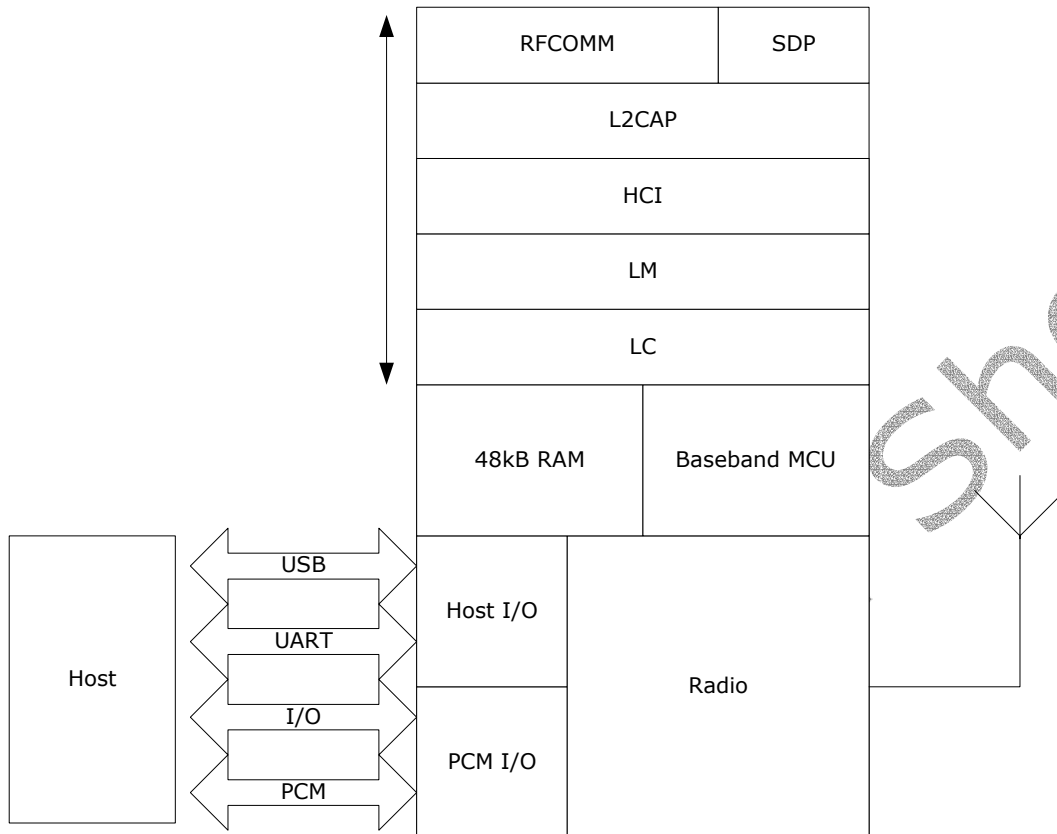 RFCOMM
SDP
L2CAP
HCI
LM
LC
48kB RAM
Baseband MCU
USB
Host I/O
UART
Host
Radio
I/O
PCM I/O
PCM